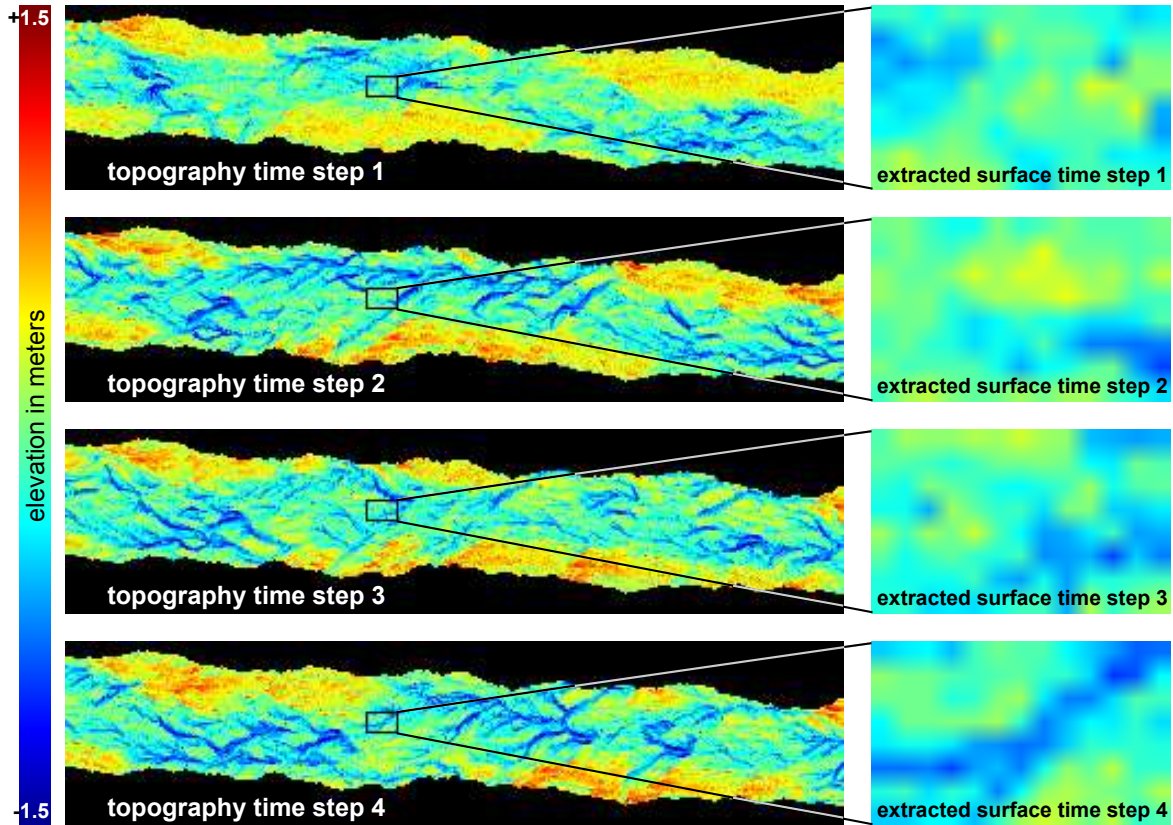 +1.5
elevation in meters
-1.5
topography time step 1
extracted surface time step 1
topography time step 2
extracted surface time step 2
topography time step 3
extracted surface time step 3
topography time step 4
extracted surface time step 4